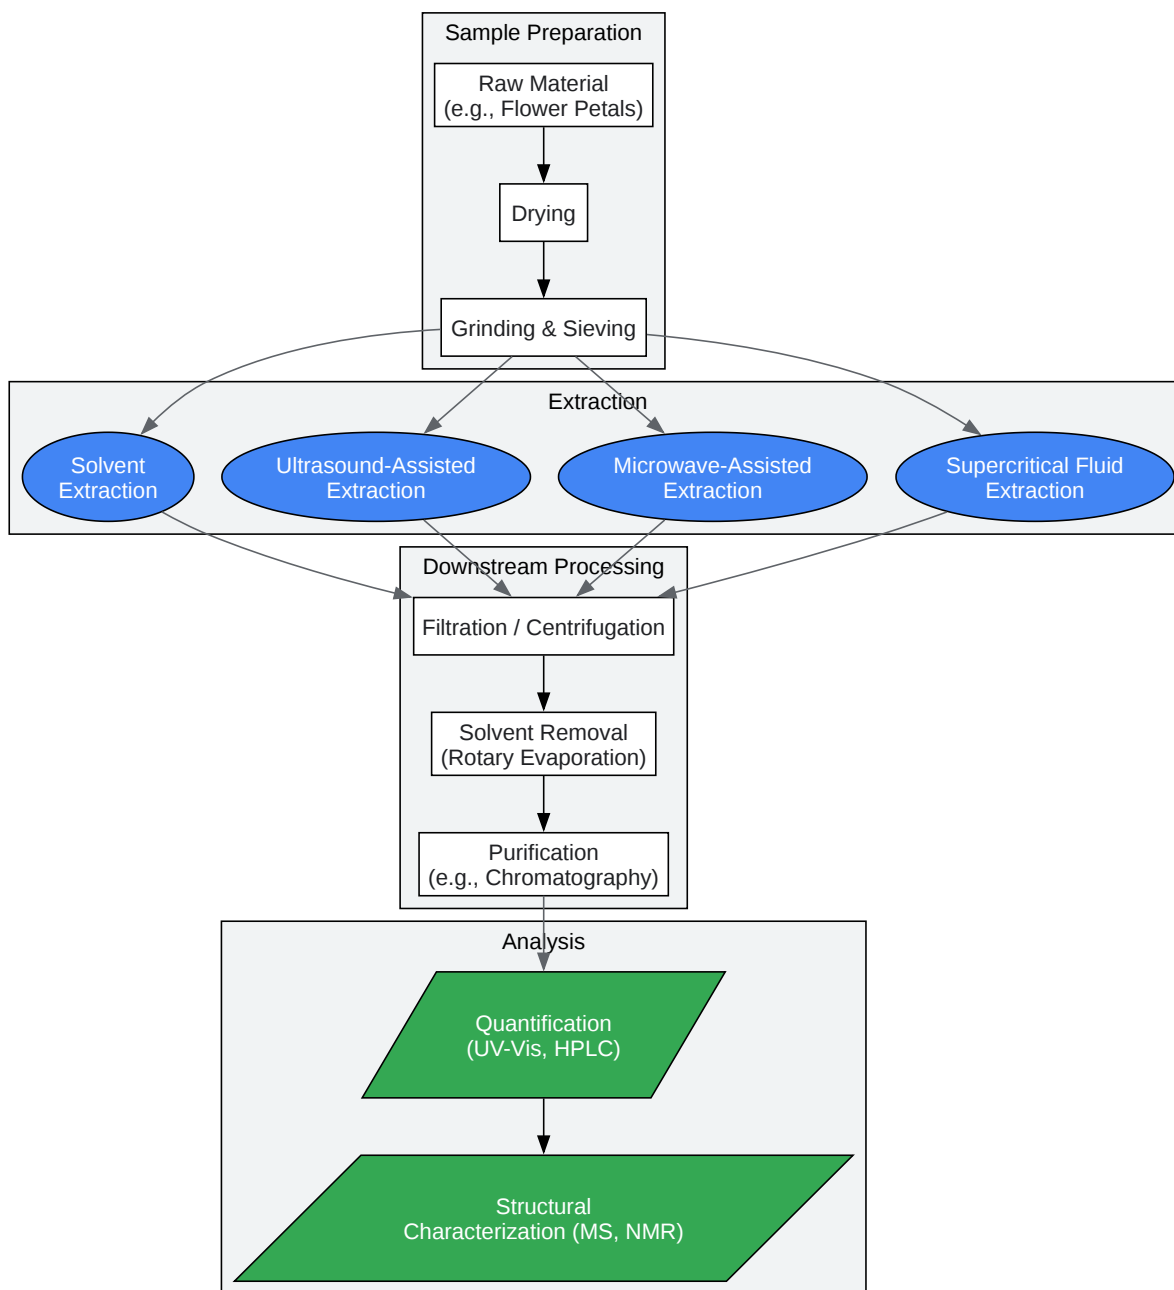 Sample Preparation
Raw Material
(e.g., Flower Petals)
Drying
Grinding & Sieving
Extraction
Solvent
Extraction
Ultrasound-Assisted
Extraction
Microwave-Assisted
Extraction
Supercritical Fluid
Extraction
Downstream Processing
Filtration / Centrifugation
Solvent Removal
(Rotary Evaporation)
Purification
(e.g., Chromatography)
Analysis
Quantification
(UV-Vis, HPLC)
Structural
Characterization (MS, NMR)